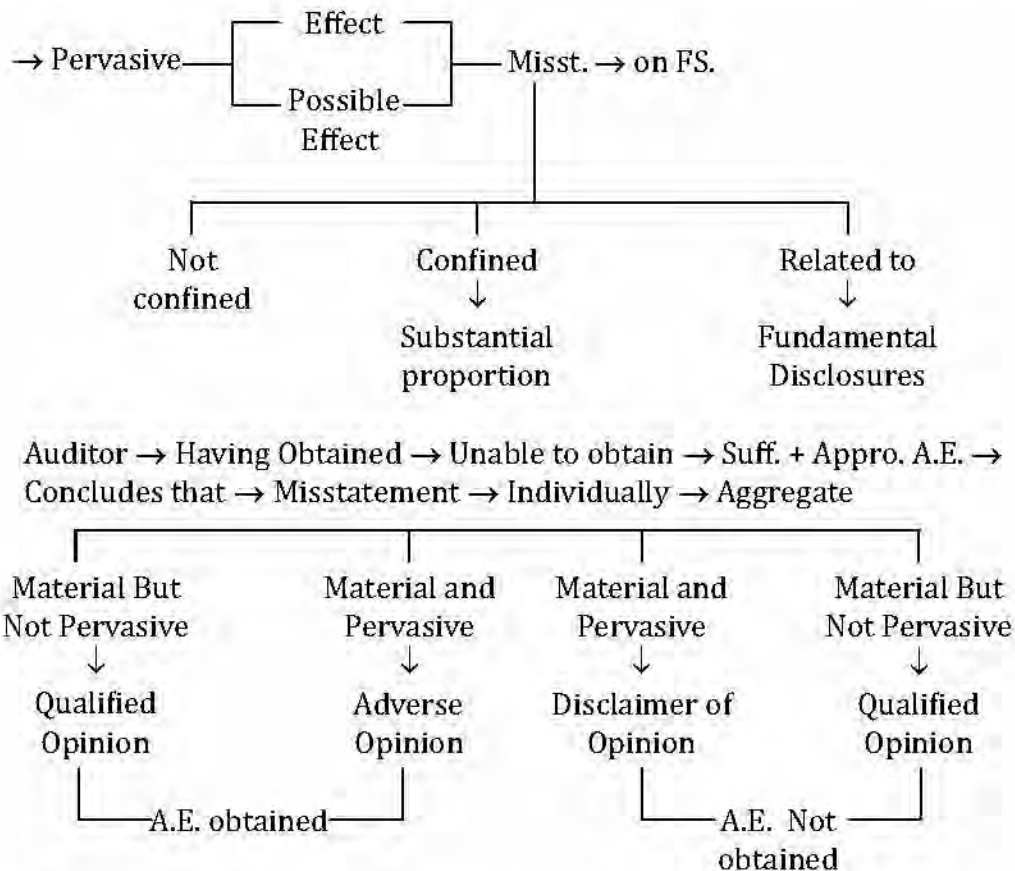 Effect
→ Pervasive
Misst. → on FS.
Possible
Effect
Not
confined
Confined
↓
Substantial
proportion
Related to
↓
Fundamental
Disclosures
Auditor → Having Obtained → Unable to obtain → Suff. + Appro. A.E. →
Concludes that → Misstatement → Individually → Aggregate
Material But
Not Pervasive
↓
Qualified
Opinion
Material and
Pervasive
↓
Adverse
Opinion
Material and
Pervasive
↓
Disclaimer of
Opinion
Material But
Not Pervasive
↓
Qualified
Opinion
A.E. obtained
A.E. Not
obtained